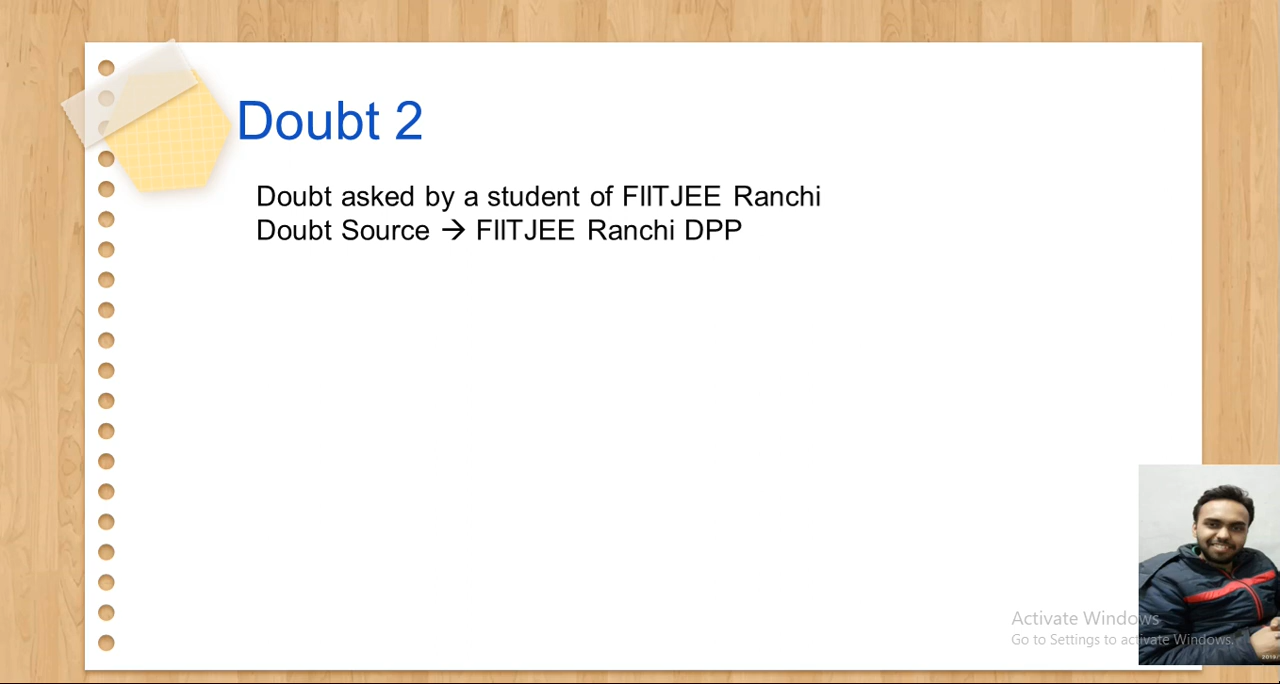 Doubt 2
Doubt asked by a student of FIITJEE Ranchi
Doubt Source → FIITJEE Ranchi DPP
Activate Windows
Go to Settings to activate Windows.